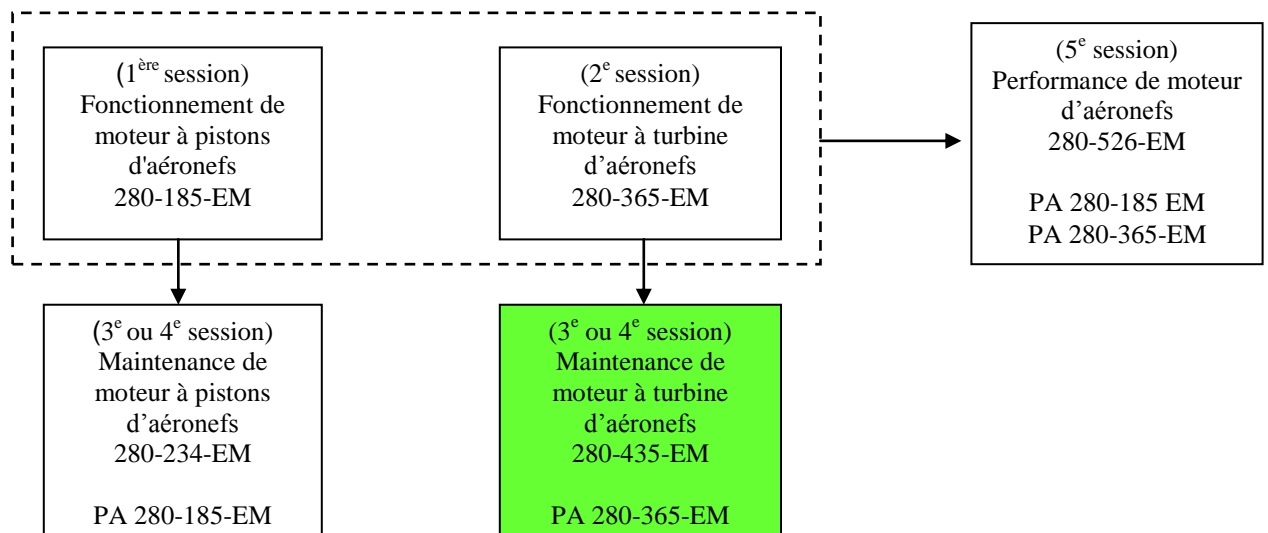 (1ère session)
Fonctionnement de
moteur à pistons
d'aéronefs
280-185-EM
(2e session)
Fonctionnement de
moteur à turbine
d’aéronefs
280-365-EM
(5e session)
Performance de moteur
d’aéronefs
280-526-EM
PA 280-185 EM
PA 280-365-EM
(3e ou 4e session)
Maintenance de
moteur à pistons
d’aéronefs
280-234-EM
PA 280-185-EM
(3e ou 4e session)
Maintenance de
moteur à turbine
d’aéronefs
280-435-EM
PA 280-365-EM